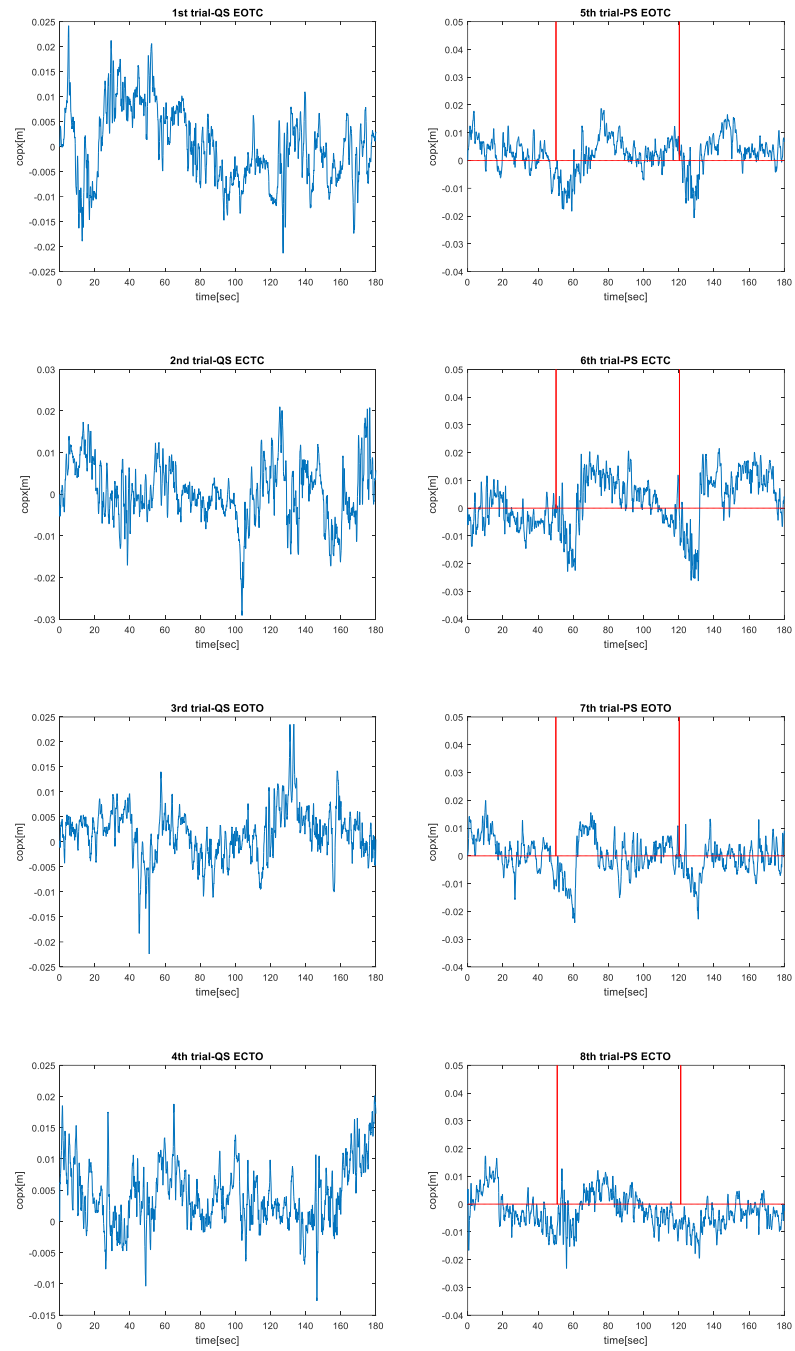 1st trial-QS EOTC
0.025
0.02
0.015
0.01
0.005
0
-0.005
-0.01
-0.015
-0.02
-0.025
copx[m]
0 20 40 60 80 100 120 140 160 180
time[sec]
5th trial-PS EOTC
0.05
0.04
0.03
0.02
0.01
0
-0.01
-0.02
-0.03
-0.04
copx[m]
0 20 40 60 80 100 120 140 160 180
time[sec]
2nd trial-QS ECTC
0.03
0.02
0.01
0
-0.01
-0.02
-0.03
copx[m]
0 20 40 60 80 100 120 140 160 180
time[sec]
6th trial-PS ECTC
0.05
0.04
0.03
0.02
0.01
0
-0.01
-0.02
-0.03
-0.04
copx[m]
0 20 40 60 80 100 120 140 160 180
time[sec]
3rd trial-QS EOTO
0.025
0.02
0.015
0.01
0.005
0
-0.005
-0.01
-0.015
-0.02
-0.025
copx[m]
0 20 40 60 80 100 120 140 160 180
time[sec]
7th trial-PS EOTO
0.05
0.04
0.03
0.02
0.01
0
-0.01
-0.02
-0.03
-0.04
copx[m]
0 20 40 60 80 100 120 140 160 180
time[sec]
4th trial-QS ECTO
0.025
0.02
0.015
0.01
0.005
0
-0.005
-0.01
-0.015
copx[m]
0 20 40 60 80 100 120 140 160 180
time[sec]
8th trial-PS ECTO
0.05
0.04
0.03
0.02
0.01
0
-0.01
-0.02
-0.03
-0.04
copx[m]
0 20 40 60 80 100 120 140 160 180
time[sec]